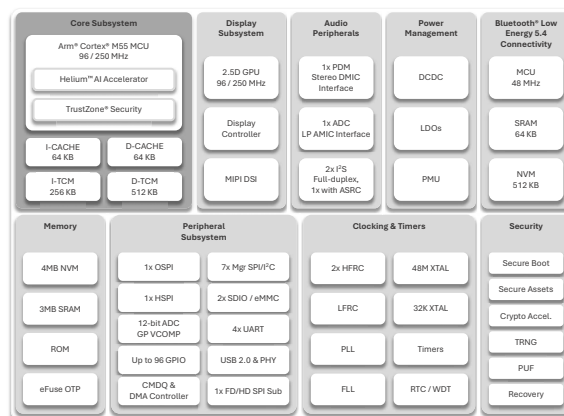 Core Subsystem
Arm® Cortex® M55 MCU
96 / 250 MHz
Helium™ AI Accelerator
TrustZone® Security
I-CACHE
64 KB
D-CACHE
64 KB
I-TCM
256 KB
D-TCM
512 KB
Display
Subsystem
2.5D GPU
96 / 250 MHz
Display
Controller
MIPI DSI
Audio
Peripherals
1x PDM
Stereo DMIC
Interface
1x ADC
LP AMIC Interface
2x I²S
Full-duplex,
1x with ASRC
Power
Management
DCDC
LDOs
PMU
Bluetooth® Low
Energy 5.4
Connectivity
MCU
48 MHz
SRAM
64 KB
NVM
512 KB
Memory
4MB NVM
3MB SRAM
ROM
eFuse OTP
Peripheral
Subsystem
1x OSPI
7x Mgr SPI/I²C
1x HSPI
2x SDIO / eMMC
12-bit ADC
GP VCOMP
4x UART
Up to 96 GPIO
USB 2.0 & PHY
CMDQ &
DMA Controller
1x FD/HD SPI Sub
Clocking & Timers
2x HFRC
48M XTAL
LFRC
32K XTAL
PLL
Timers
FLL
RTC / WDT
Security
Secure Boot
Secure Assets
Crypto Accel.
TRNG
PUF
Recovery